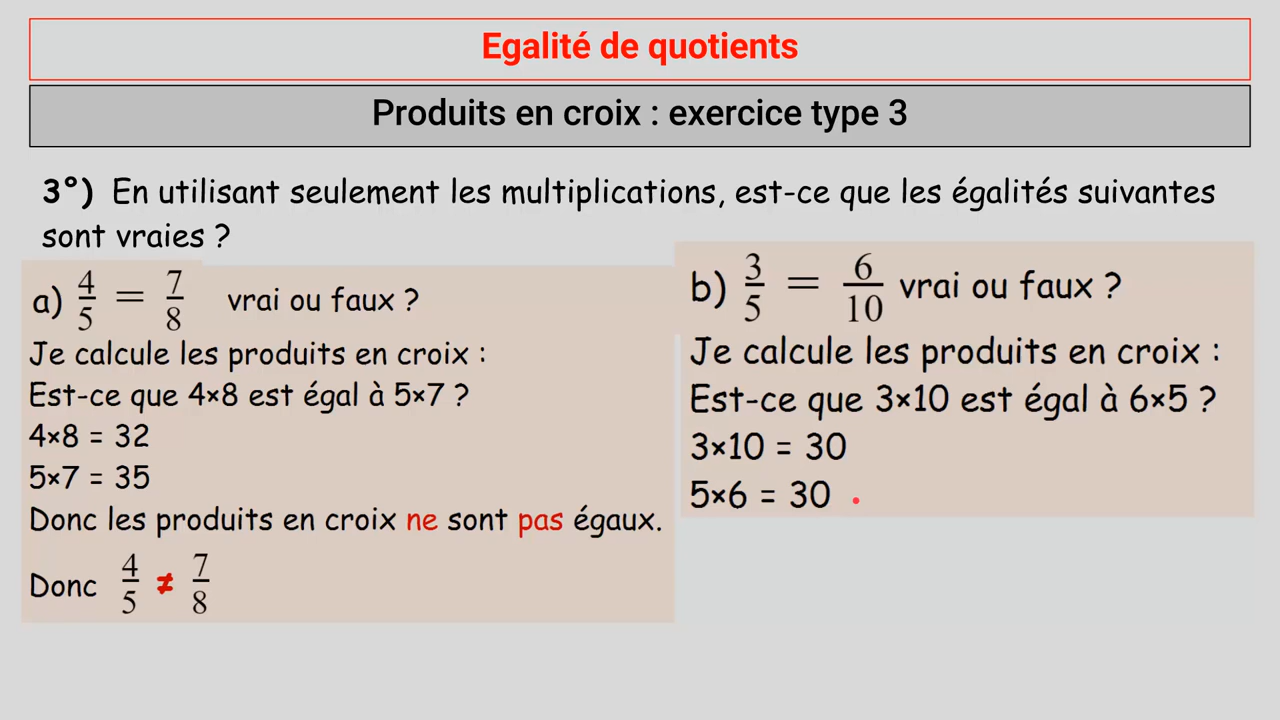 Egalité de quotients
Produits en croix : exercice type 3
3°) En utilisant seulement les multiplications, est-ce que les égalités suivantes
sont vraies ?
a) 4/5 = 7/8 vrai ou faux ?
Je calcule les produits en croix :
Est-ce que 4×8 est égal à 5×7 ?
4×8 = 32
5×7 = 35
Donc les produits en croix ne sont pas égaux.
Donc 4/5 ≠ 7/8
b) 3/5 = 6/10 vrai ou faux ?
Je calcule les produits en croix :
Est-ce que 3×10 est égal à 6×5 ?
3×10 = 30
5×6 = 30